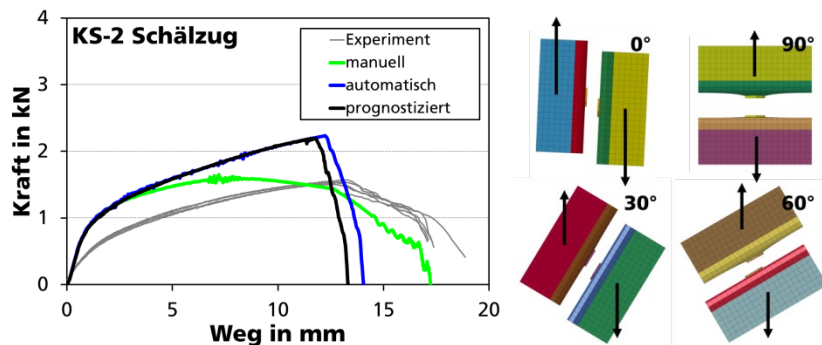 KS-2 Schälzug
Experiment
manuell
automatisch
prognostiziert
Kraft in kN
4
3
2
1
0
0
5
10
15
20
Weg in mm
0°
90°
30°
60°